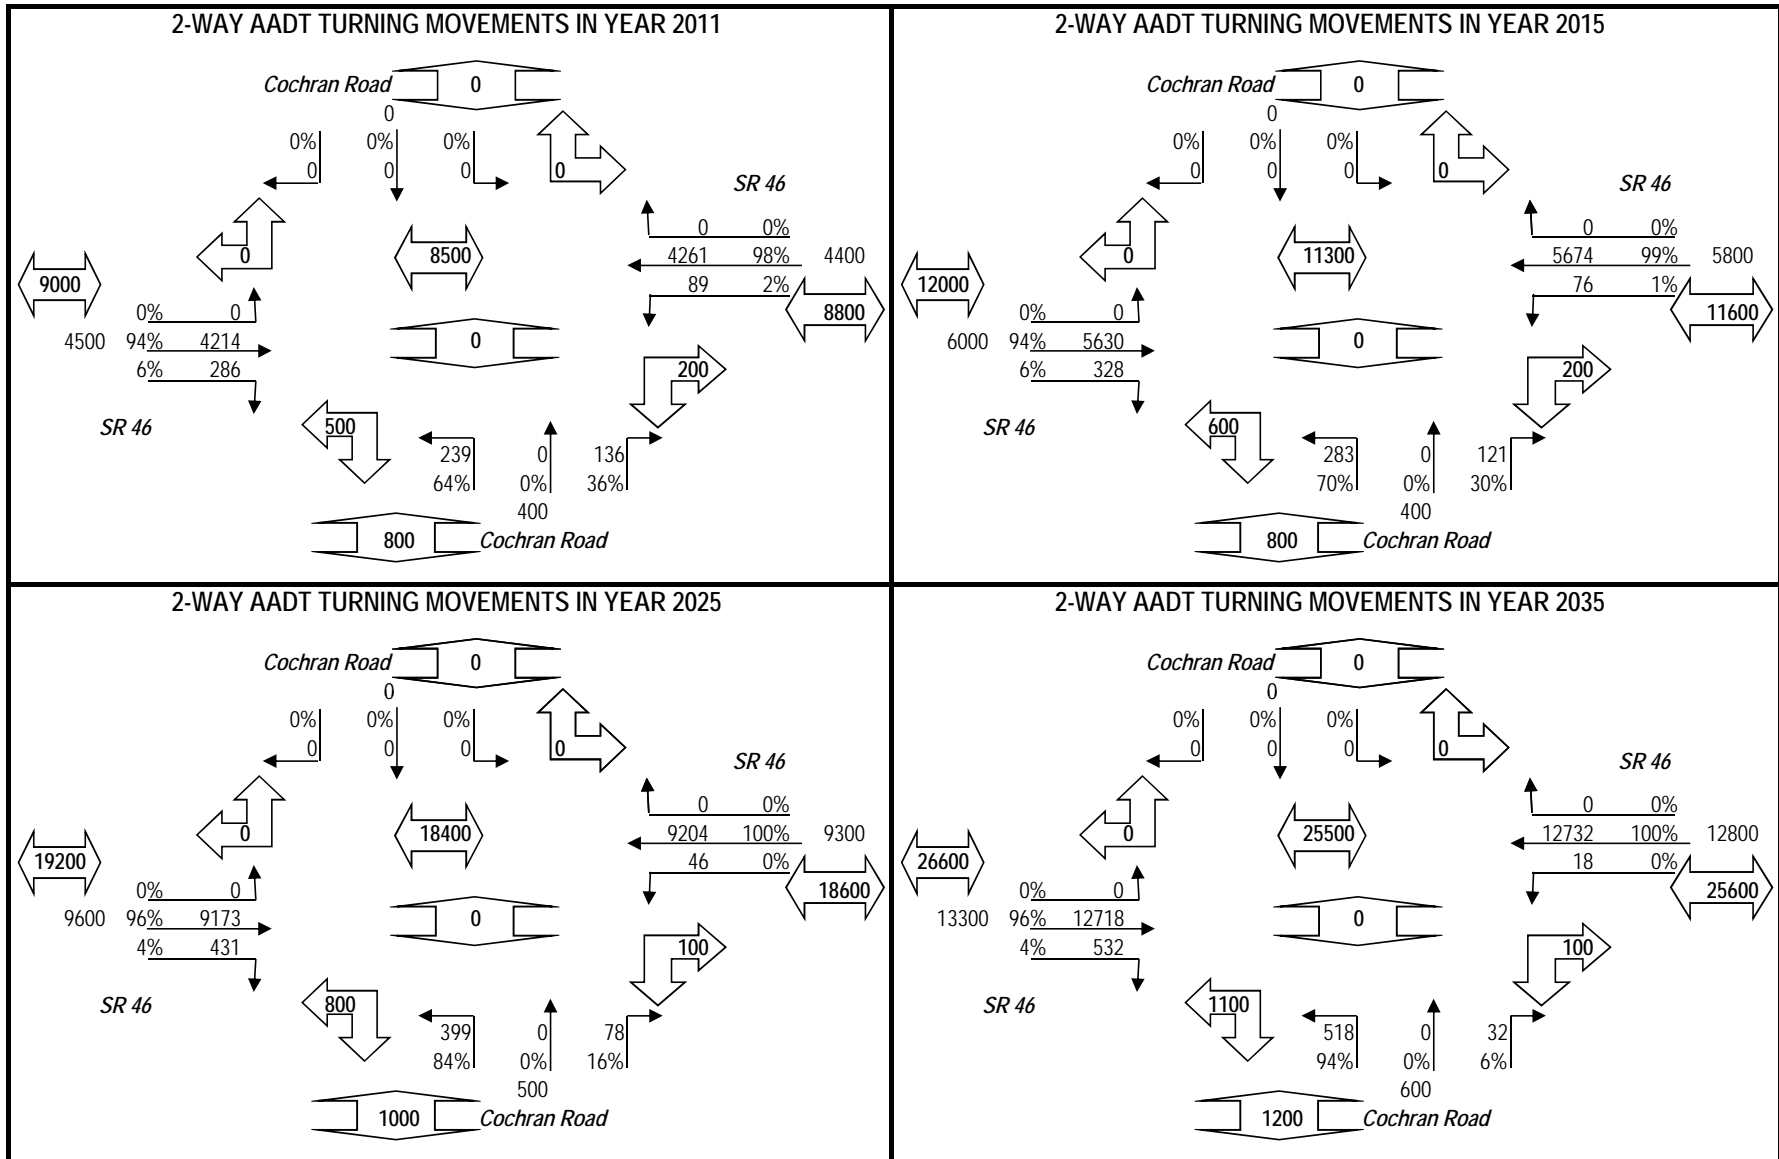 2-WAY AADT TURNING MOVEMENTS IN YEAR 2011
Cochran Road 0
0
0% 0% 0%
0 0 0 0
SR 46
0 0%
0 8500 4261 98% 4400
9000 89 2%
8800
0% 0
4500 94% 4214 0
6% 286 200
SR 46 500
239 0 136
64% 0% 36%
400
800 Cochran Road
2-WAY AADT TURNING MOVEMENTS IN YEAR 2015
Cochran Road 0
0
0% 0% 0%
0 0 0 0
SR 46
0 0%
0 11300 5674 99% 5800
12000 76 1%
11600
0% 0
6000 94% 5630 0
6% 328 200
SR 46 600
283 0 121
70% 0% 30%
400
800 Cochran Road
2-WAY AADT TURNING MOVEMENTS IN YEAR 2025
Cochran Road 0
0
0% 0% 0%
0 0 0 0
SR 46
0 0%
0 18400 9204 100% 9300
19200 46 0%
18600
0% 0
9600 96% 9173 0
4% 431 100
SR 46 800
399 0 78
84% 0% 16%
500
1000 Cochran Road
2-WAY AADT TURNING MOVEMENTS IN YEAR 2035
Cochran Road 0
0
0% 0% 0%
0 0 0 0
SR 46
0 0%
0 25500 12732 100% 12800
26600 18 0%
25600
0% 0
13300 96% 12718 0
4% 532 100
SR 46 1100
518 0 32
94% 0% 6%
600
1200 Cochran Road